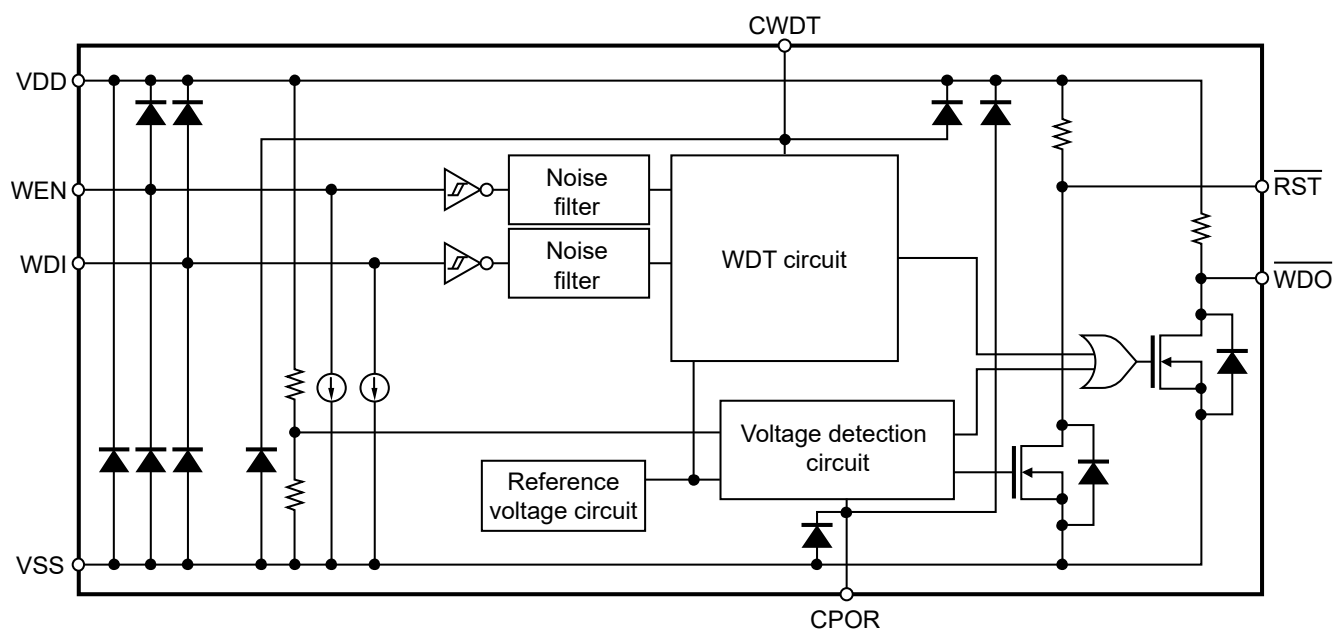 CWDT
VDD
WEN
Noise
filter
RST
WDI
Noise
filter
WDT circuit
WDO
Voltage detection
circuit
Reference
voltage circuit
VSS
CPOR